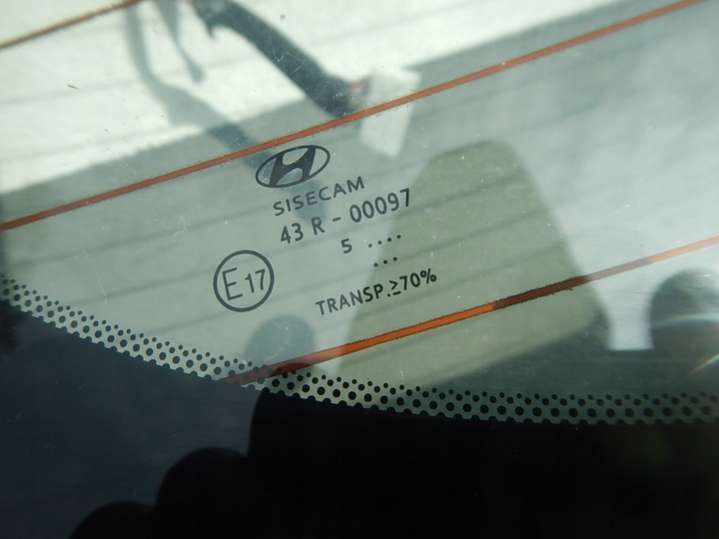 SISECAM
43 R - 00097
5 ....
...
E17
TRANSP.≥70%